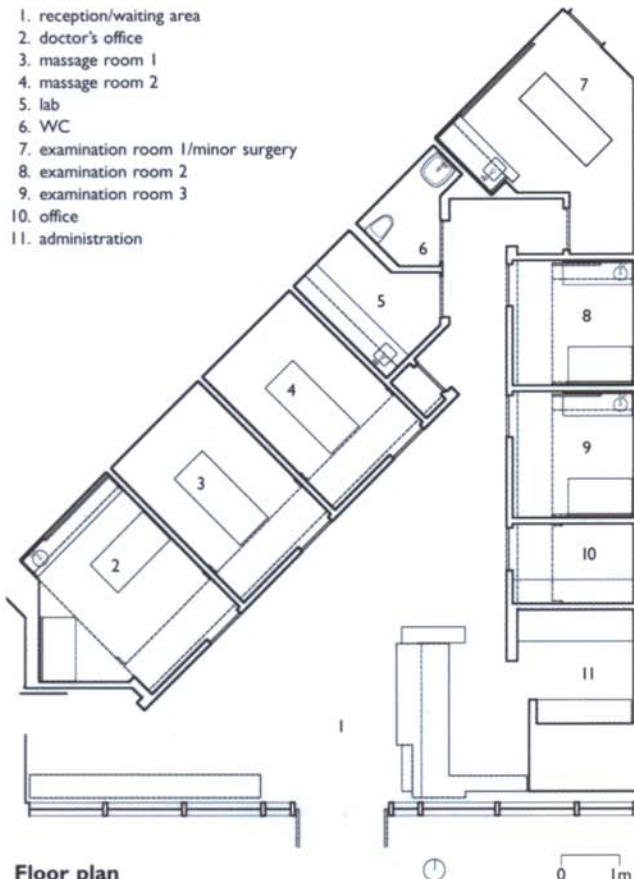 1. reception/waiting area
2. doctor's office
3. massage room 1
4. massage room 2
5. lab
6. WC
7. examination room 1/minor surgery
8. examination room 2
9. examination room 3
10. office
11. administration
7
6
5
8
4
9
3
10
2
11
1
Floor plan
0 1m